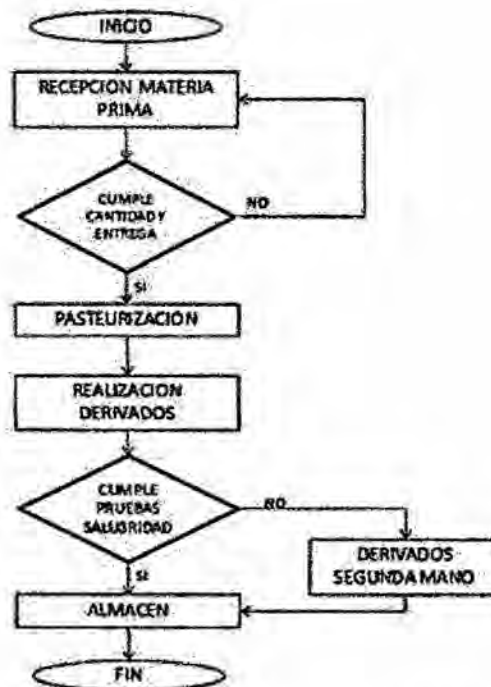 INICIO
RECEPCION MATERIA
PRIMA
CUMPLE
CANTIDAD Y
ENTREGA
NO
SI
PASTEURIZACION
REALIZACION
DERIVADOS
CUMPLE
PRUEBAS
SALUBRIDAD
NO
SI
DERIVADOS
SEGUNDA MANO
ALMACEN
FIN